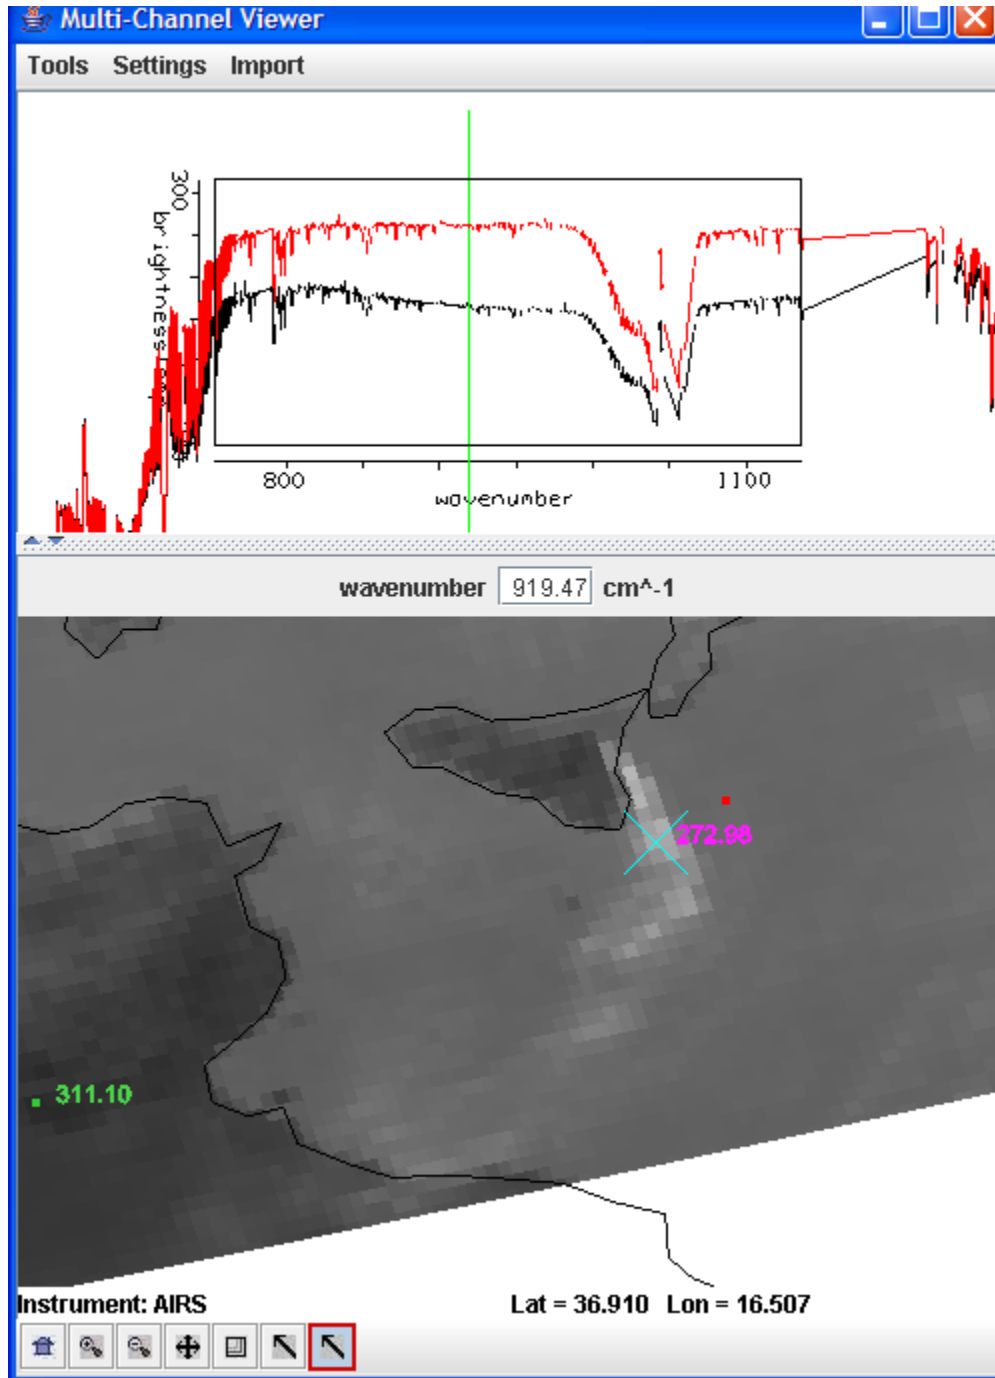 Multi-Channel Viewer
Tools Settings Import
300
brightness
800
1100
wavenumber
wavenumber 919.47 cm^-1
272.98
311.10
Instrument: AIRS
Lat = 36.910 Lon = 16.507